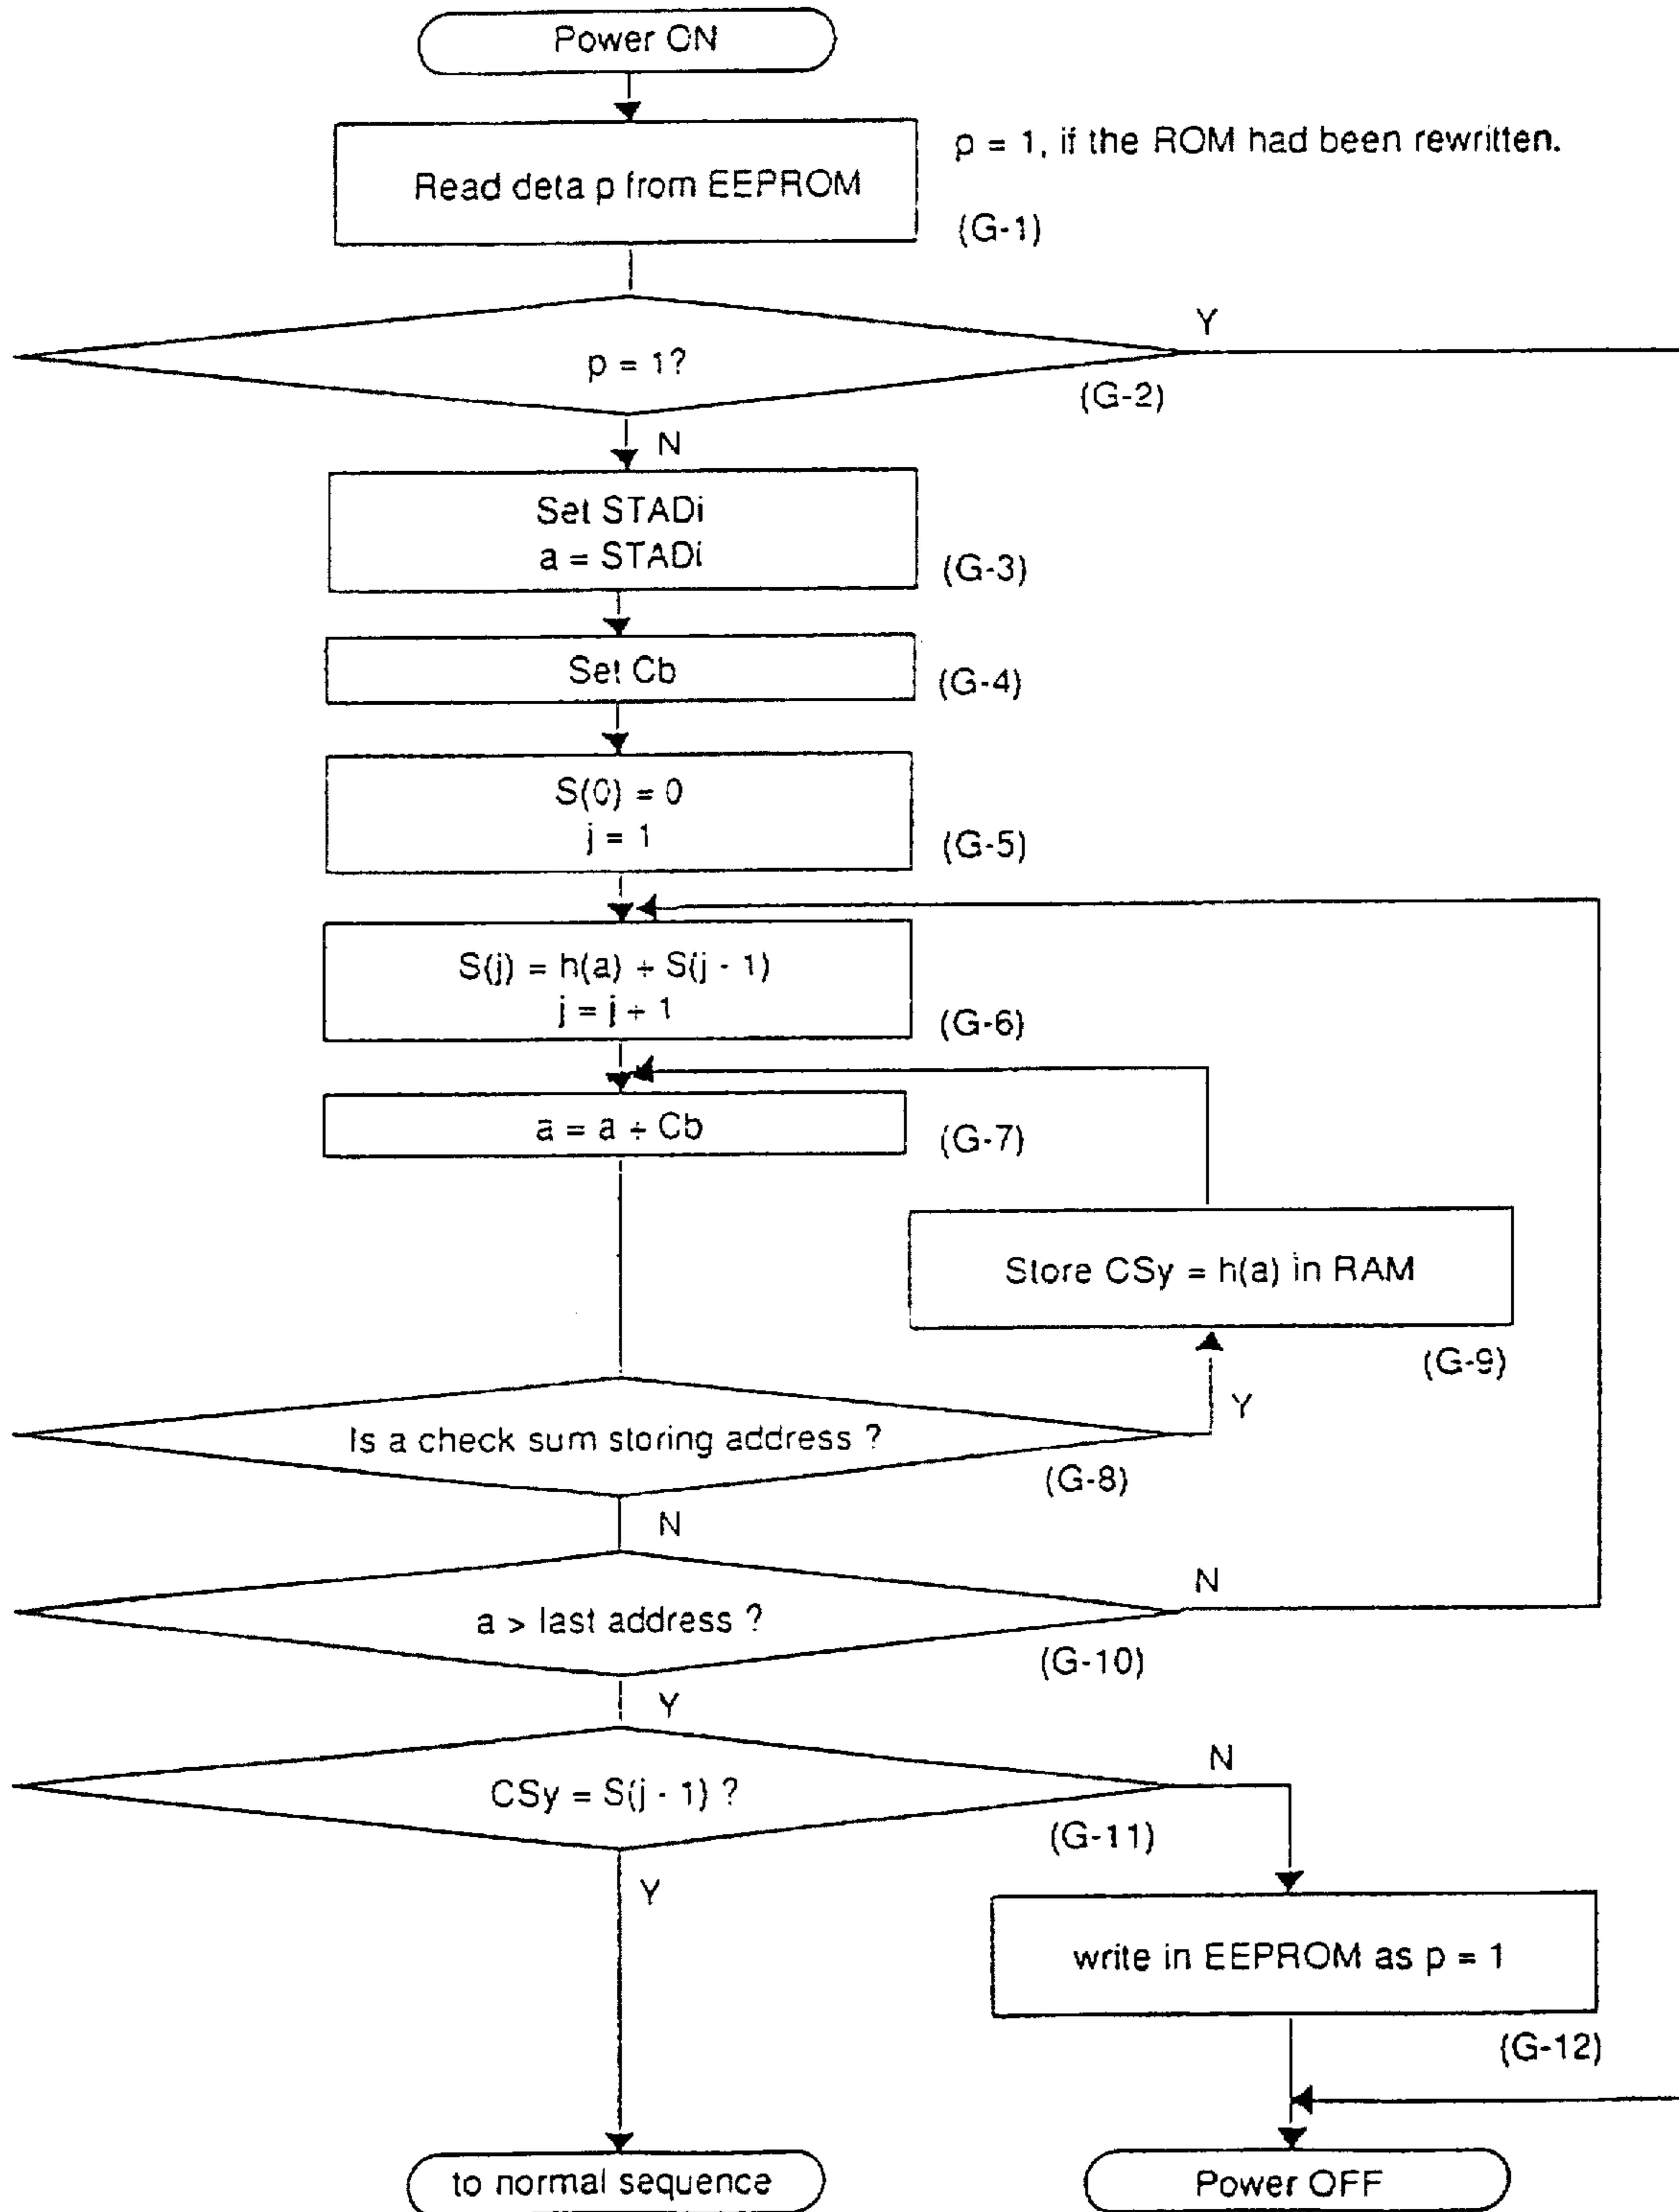 Power ON
p = 1, if the ROM had been rewritten.
Read deta p from EEPROM
(G-1)
Y
p = 1?
(G-2)
N
Set STADi
a = STADi
(G-3)
Set Cb
(G-4)
S(0) = 0
j = 1
(G-5)
S(j) = h(a) + S(j - 1)
j = j + 1
(G-6)
a = a + Cb
(G-7)
Store CSy = h(a) in RAM
(G-9)
Y
Is a check sum storing address ?
(G-8)
N
N
a > last address ?
(G-10)
Y
N
CSy = S(j - 1) ?
(G-11)
Y
write in EEPROM as p = 1
(G-12)
to normal sequence
Power OFF